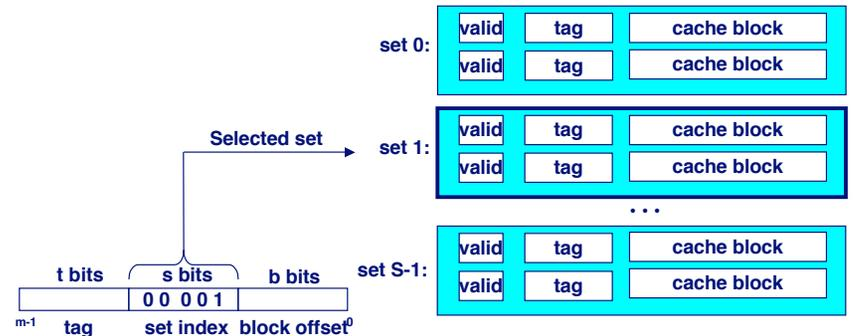 valid tag cache block
set 0:
valid tag cache block
valid tag cache block
Selected set
set 1:
valid tag cache block
• • •
valid tag cache block
set S-1:
valid tag cache block
t bits s bits b bits
0 0 0 0 1
m-1 tag set index block offset 0